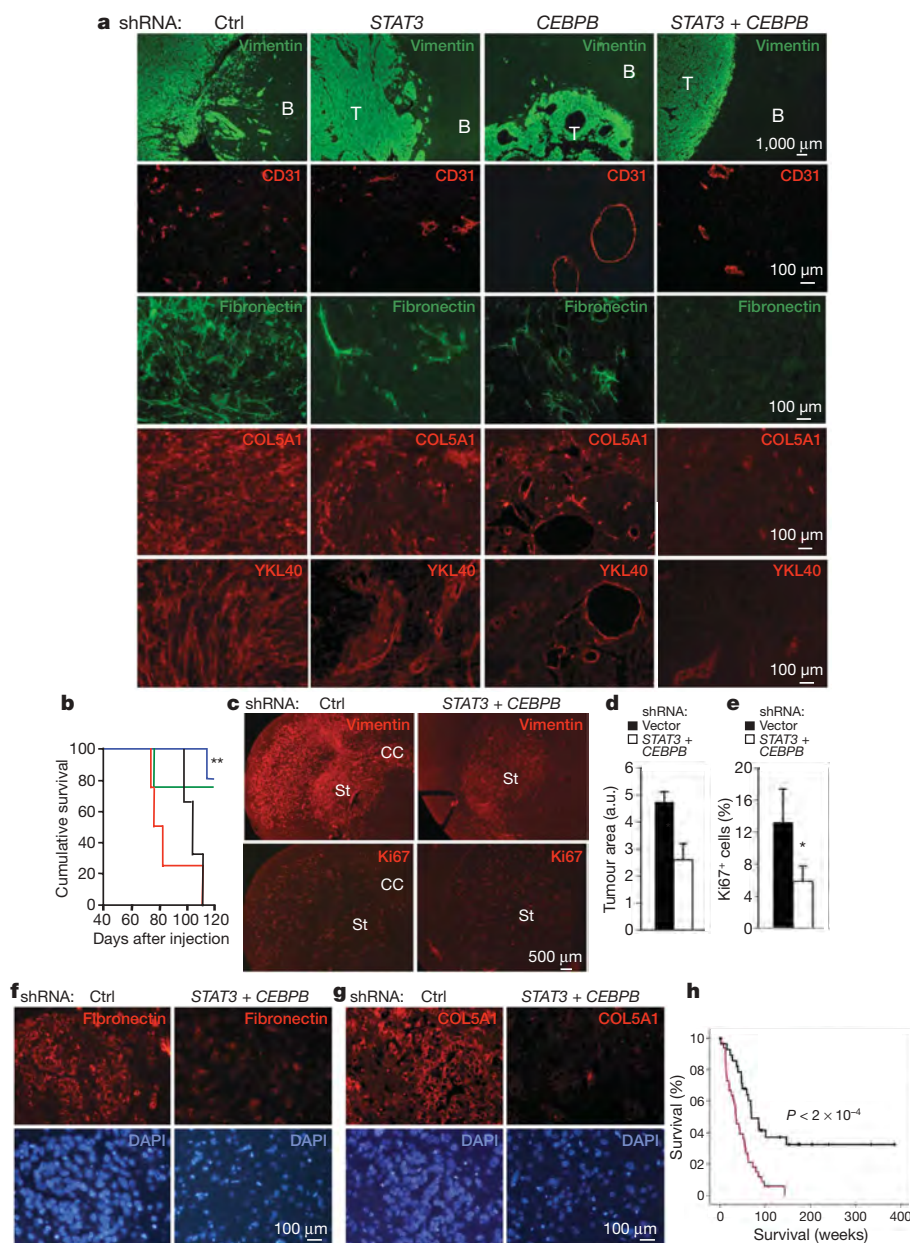 a shRNA: Ctrl STAT3 CEBPB STAT3 + CEBPB
Vimentin Vimentin Vimentin Vimentin
B T B B T T B
1,000 µm
CD31 CD31 CD31 CD31
100 µm
Fibronectin Fibronectin Fibronectin Fibronectin
100 µm
COL5A1 COL5A1 COL5A1 COL5A1
100 µm
YKL40 YKL40 YKL40 YKL40
100 µm
b
100
80
60
40
20
0
**
Cumulative survival
40 60 80 100 120
Days after injection
c shRNA: Ctrl STAT3 + CEBPB
Vimentin Vimentin
CC
St St
Ki67 Ki67
CC
St St
500 µm
d
shRNA:
Vector
STAT3 +
CEBPB
6
5
4
3
2
1
0
Tumour area (a.u.)
e
shRNA:
Vector
STAT3 +
CEBPB
20
16
12
8
4
0
*
Ki67+ cells (%)
f shRNA: Ctrl STAT3 + CEBPB
Fibronectin Fibronectin
DAPI DAPI
100 µm
g shRNA: Ctrl STAT3 + CEBPB
COL5A1 COL5A1
DAPI DAPI
100 µm
h
10
08
06
04
02
0
Survival (%)
P < 2 × 10–4
0 100 200 300 400
Survival (weeks)